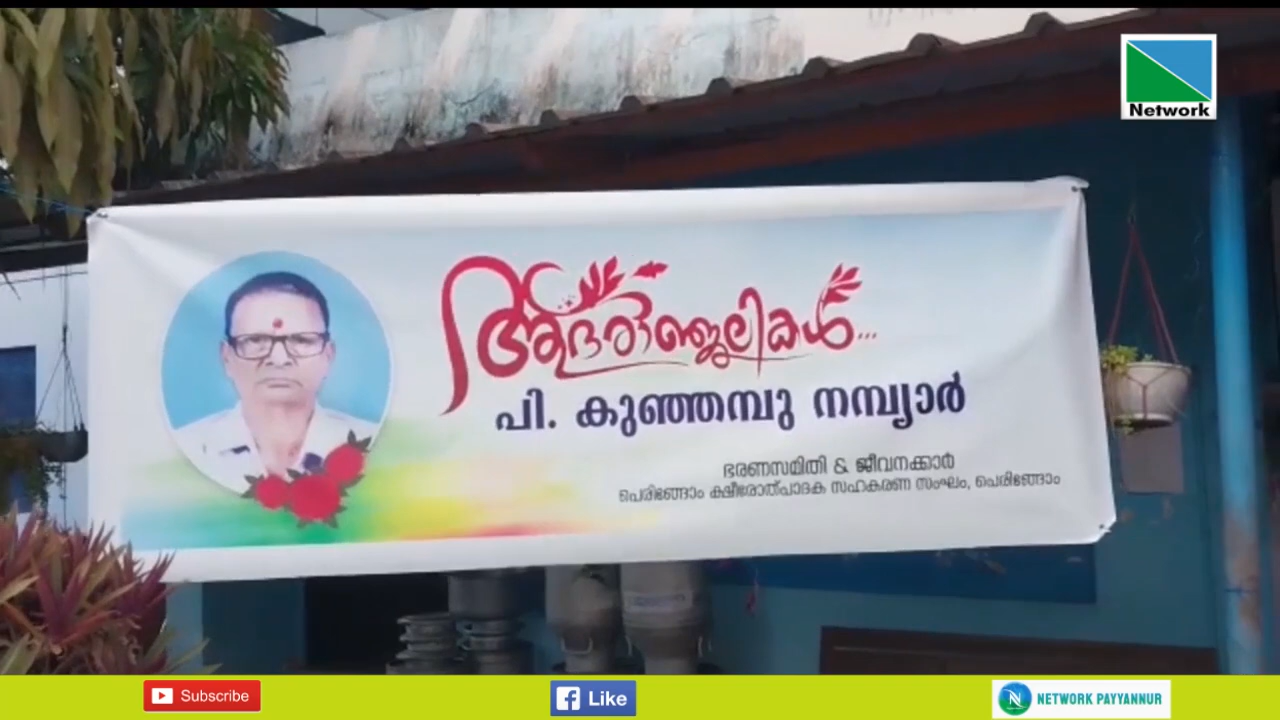 Network
ആദരാഞ്ജലികൾ...
പി. കുഞ്ഞമ്പു നമ്പ്യാർ
ഭരണസമിതി & ജീവനക്കാർ
പെരിങ്ങോം ക്ഷീരോത്പാദക സഹകരണ സംഘം, പെരിങ്ങോം
Subscribe
Like
NETWORK PAYYANNUR